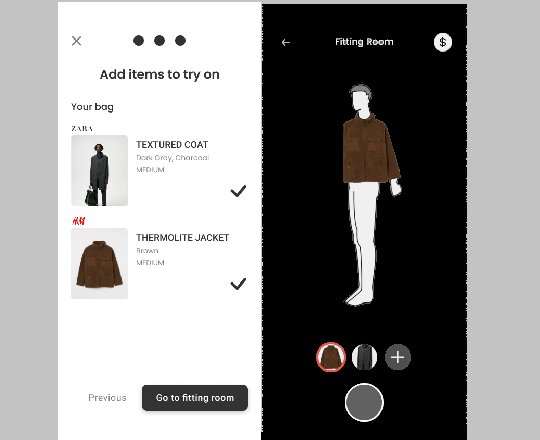 Add items to try on
Your bag
ZARA
TEXTURED COAT
Dark Grey, Charcoal
MEDIUM
H&M
THERMOLITE JACKET
Brown
MEDIUM
Previous
Go to fitting room
Fitting Room
$